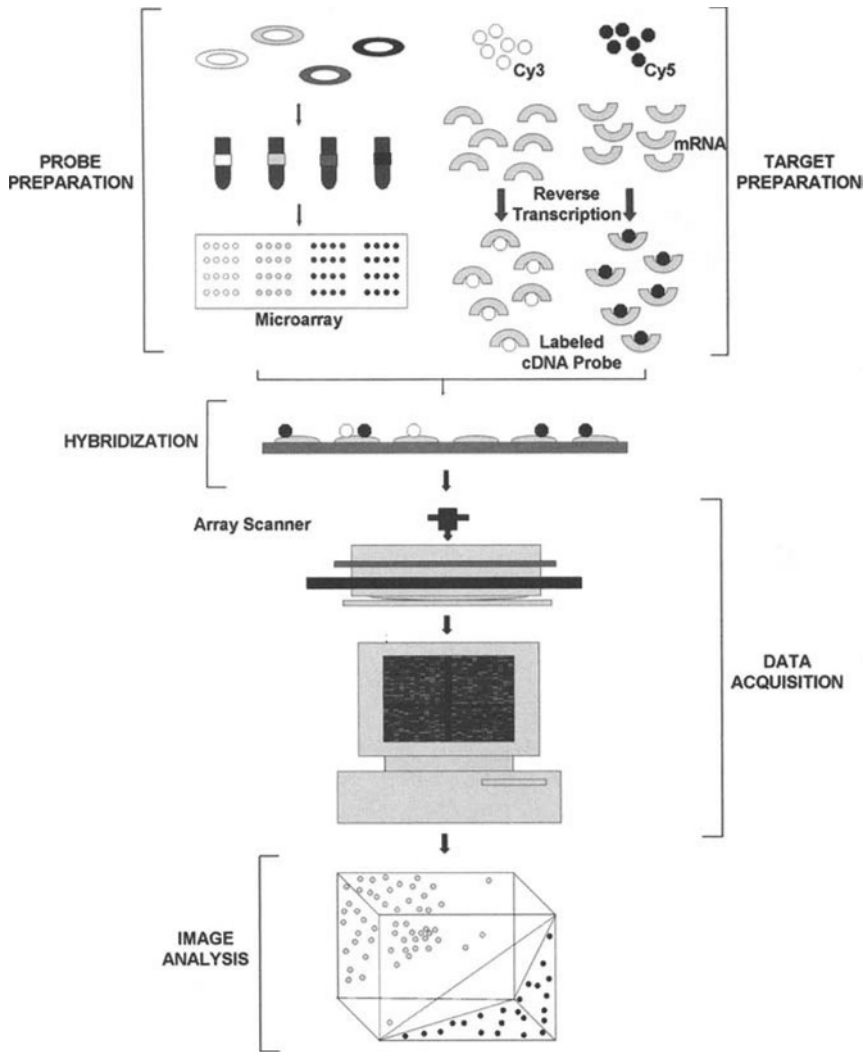 Cy3
Cy5
PROBE
PREPARATION
mRNA
TARGET
PREPARATION
Reverse
Transcription
Microarray
Labeled
cDNA Probe
HYBRIDIZATION
Array Scanner
DATA
ACQUISITION
IMAGE
ANALYSIS